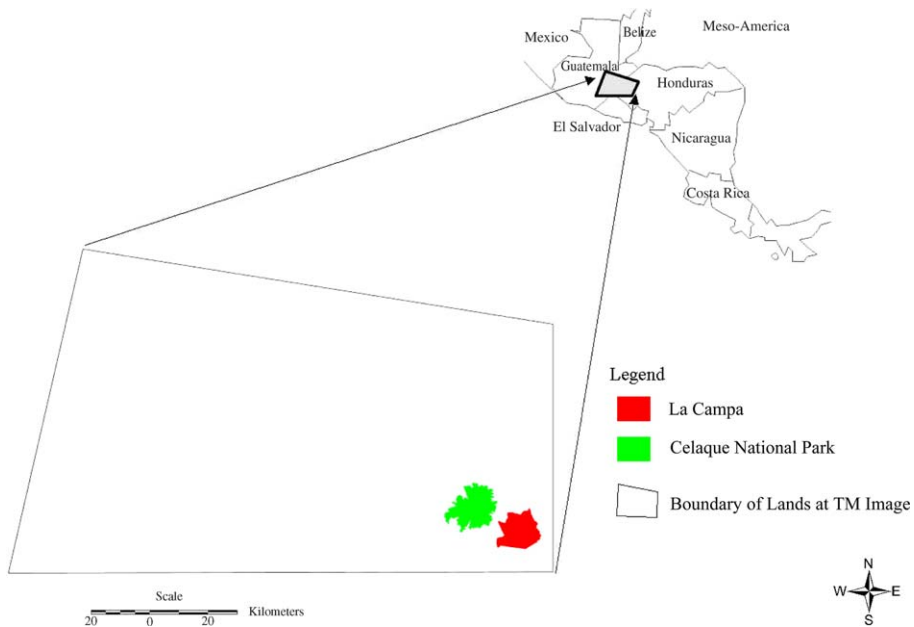 Mexico
Belize
Meso-America
Guatemala
Honduras
El Salvador
Nicaragua
Costa Rica
Legend
La Campa
Celaque National Park
Boundary of Lands at TM Image
Scale
Kilometers
20 0 20
N
W E
S